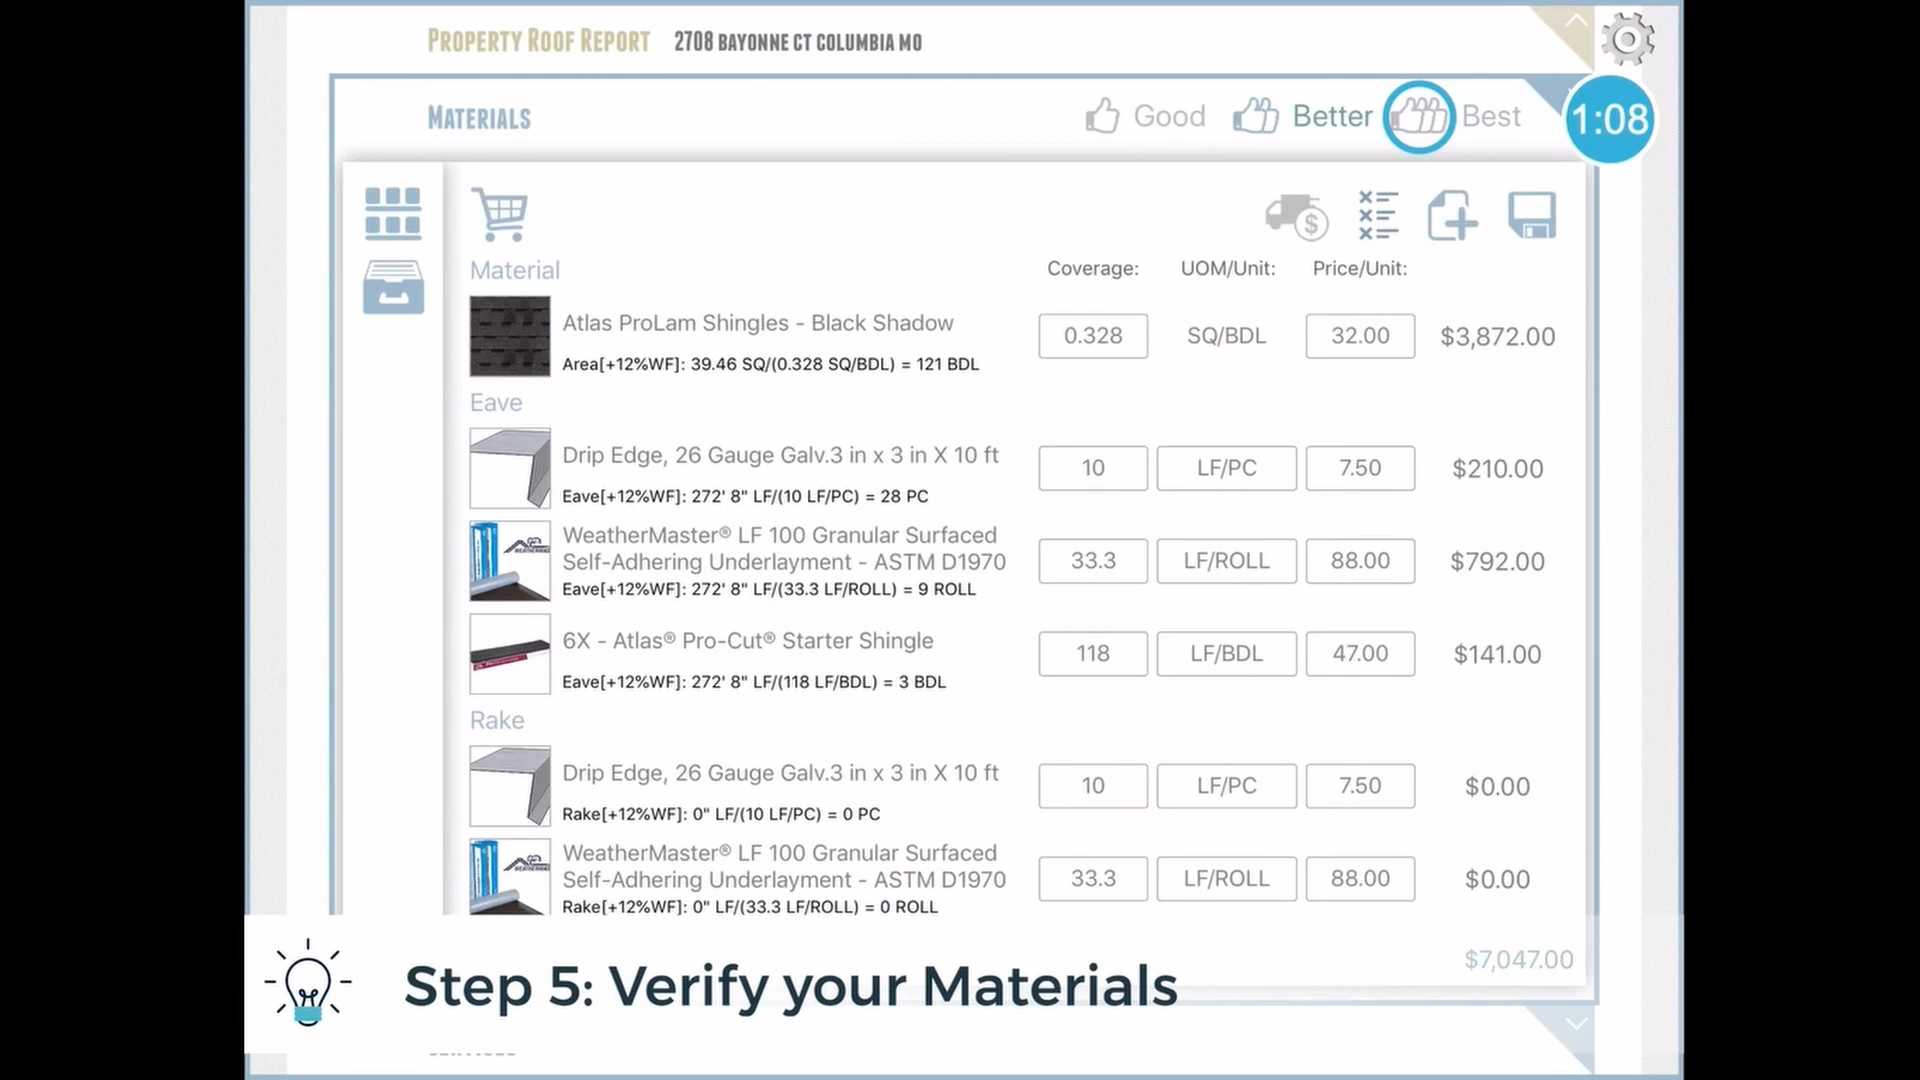 PROPERTY ROOF REPORT 2708 BAYONNE CT COLUMBIA MO
MATERIALS Good Better Best 1:08
Material Coverage: UOM/Unit: Price/Unit:
Atlas ProLam Shingles - Black Shadow
Area[+12%WF]: 39.46 SQ/(0.328 SQ/BDL) = 121 BDL
0.328 SQ/BDL 32.00 $3,872.00
Eave
Drip Edge, 26 Gauge Galv.3 in x 3 in X 10 ft
Eave[+12%WF]: 272' 8" LF/(10 LF/PC) = 28 PC
10 LF/PC 7.50 $210.00
WeatherMaster® LF 100 Granular Surfaced
Self-Adhering Underlayment - ASTM D1970
Eave[+12%WF]: 272' 8" LF/(33.3 LF/ROLL) = 9 ROLL
33.3 LF/ROLL 88.00 $792.00
6X - Atlas® Pro-Cut® Starter Shingle
Eave[+12%WF]: 272' 8" LF/(118 LF/BDL) = 3 BDL
118 LF/BDL 47.00 $141.00
Rake
Drip Edge, 26 Gauge Galv.3 in x 3 in X 10 ft
Rake[+12%WF]: 0" LF/(10 LF/PC) = 0 PC
10 LF/PC 7.50 $0.00
WeatherMaster® LF 100 Granular Surfaced
Self-Adhering Underlayment - ASTM D1970
Rake[+12%WF]: 0" LF/(33.3 LF/ROLL) = 0 ROLL
33.3 LF/ROLL 88.00 $0.00
$7,047.00
Step 5: Verify your Materials